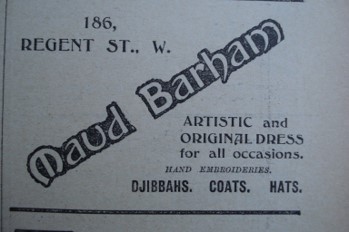 186,
REGENT ST., W.
Maud Barham
ARTISTIC and
ORIGINAL DRESS
for all occasions.
HAND EMBROIDERIES.
DJIBBAHS. COATS. HATS.